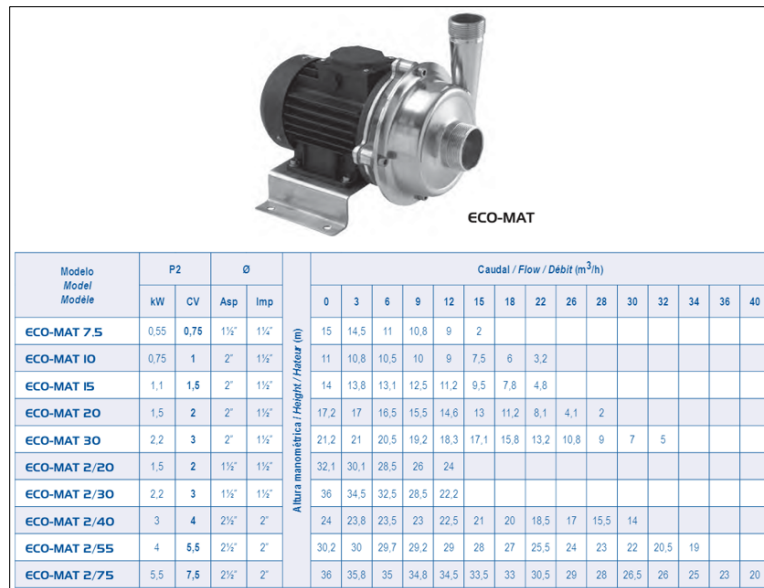 ECO-MAT
Modelo P2 Ø Caudal / Flow / Débit (m³/h)
Model
Modéle kW CV Asp Imp 0 3 6 9 12 15 18 22 26 28 30 32 34 36 40
Altura manométrica / Height / Hateur (m)
ECO-MAT 7.5 0,55 0,75 1½" 1¼" 15 14,5 11 10,8 9 2
ECO-MAT 10 0,75 1 2" 1½" 11 10,8 10,5 10 9 7,5 6 3,2
ECO-MAT 15 1,1 1,5 2" 1½" 14 13,8 13,1 12,5 11,2 9,5 7,8 4,8
ECO-MAT 20 1,5 2 2" 1½" 17,2 17 16,5 15,5 14,6 13 11,2 8,1 4,1 2
ECO-MAT 30 2,2 3 2" 1½" 21,2 21 20,5 19,2 18,3 17,1 15,8 13,2 10,8 9 7 5
ECO-MAT 2/20 1,5 2 1½" 1½" 32,1 30,1 28,5 26 24
ECO-MAT 2/30 2,2 3 1½" 1½" 36 34,5 32,5 28,5 22,2
ECO-MAT 2/40 3 4 2½" 2" 24 23,8 23,5 23 22,5 21 20 18,5 17 15,5 14
ECO-MAT 2/55 4 5,5 2½" 2" 30,2 30 29,7 29,2 29 28 27 25,5 24 23 22 20,5 19
ECO-MAT 2/75 5,5 7,5 2½" 2" 36 35,8 35 34,8 34,5 33,5 33 30,5 29 28 26,5 26 25 23 20